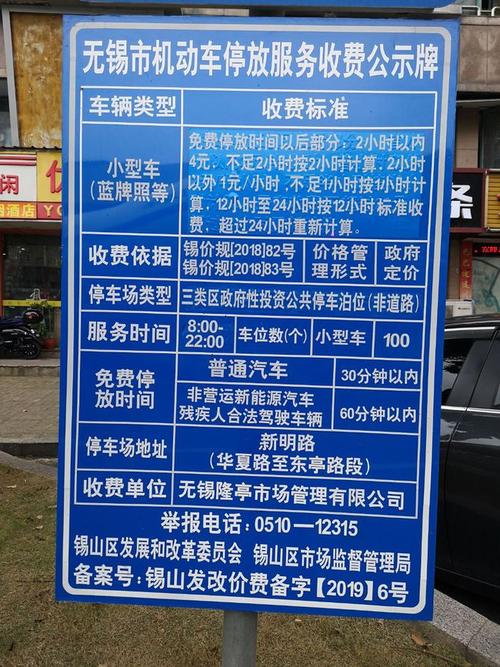 无锡市机动车停放服务收费公示牌
车辆类型 收费标准
小型车
(蓝牌照等)
免费停放时间以后部分:2小时以内
4元,不足2小时按2小时计算,2小时
以外1元/小时,不足1小时按1小时计
算,12小时至24小时按12小时标准收
费,超过24小时重新计算。
收费依据
锡价规[2018]82号
锡价规[2018]83号
价格管
理形式
政府
定价
停车场类型 三类区政府性投资公共停车泊位(非道路)
服务时间
8:00-
22:00
车位数(个) 小型车 100
免费停
放时间
普通汽车 30分钟以内
非营运新能源汽车
残疾人合法驾驶车辆
60分钟以内
停车场地址
新明路
(华夏路至东亭路段)
收费单位 无锡隆亭市场管理有限公司
举报电话:0510—12315
锡山区发展和改革委员会 锡山区市场监督管理局
备案号:锡山发改价费备字【2019】6号
闲
条